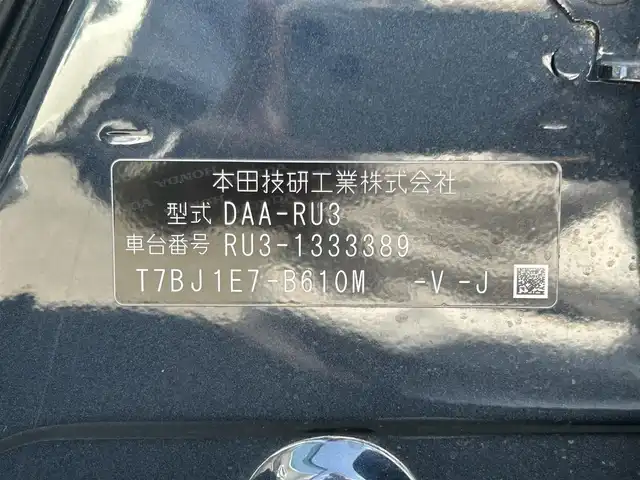 本田技研工業株式会社
型式 DAA-RU3
車台番号 RU3-1333389
T7BJ1E7-B610M -V -J